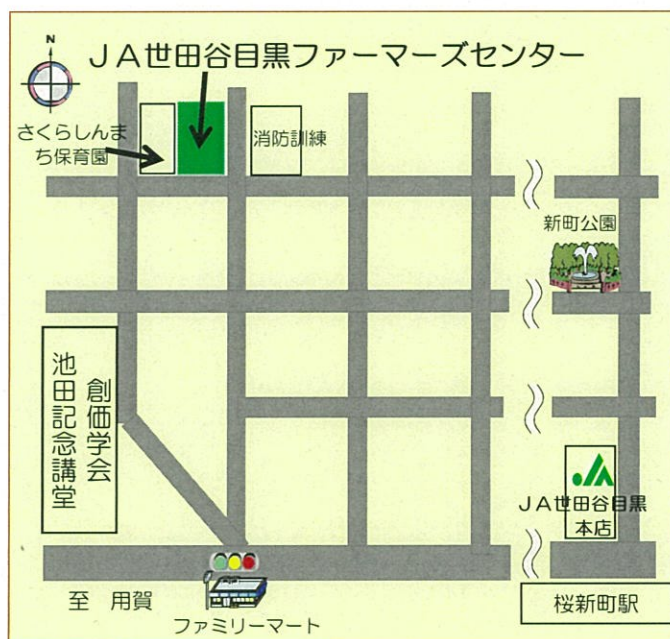 N
JA世田谷目黒ファーマーズセンター
さくらしんま
ち保育園
消防訓練
新町公園
創価学会
池田記念講堂
JA世田谷目黒
本店
至 用賀
ファミリーマート
桜新町駅